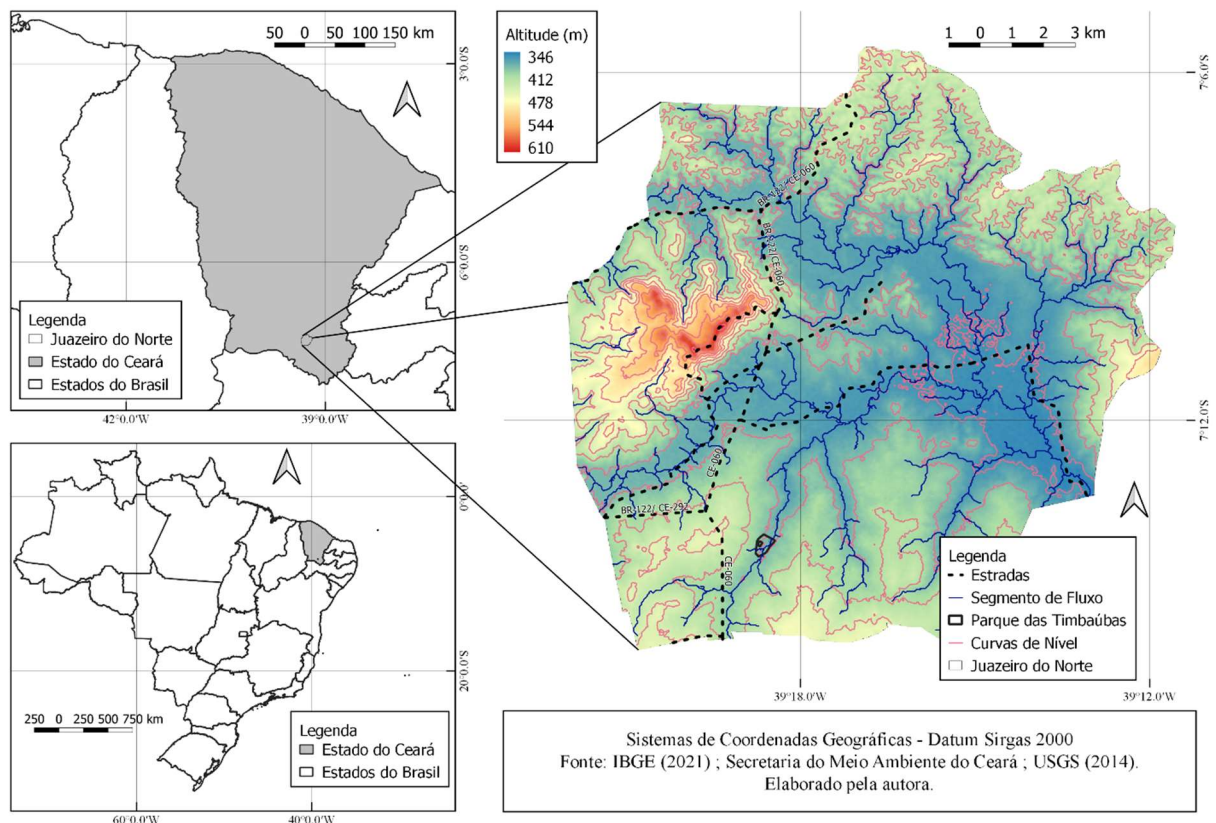 50 0 50 100 150 km
3°0.0'S
6°0.0'S
Legenda
Juazeiro do Norte
Estado do Ceará
Estados do Brasil
42°0.0'W
39°0.0'W
0°0.0'
20°0.0'S
250 0 250 500 750 km
Legenda
Estado do Ceará
Estados do Brasil
60°0.0'W
40°0.0'W
Altitude (m)
346
412
478
544
610
1 0 1 2 3 km
7°6.0'S
7°12.0'S
BR-122/ CE-060
BR-122/CE-060
CE-060
BR-122/ CE-292
CE-060
Legenda
Estradas
Segmento de Fluxo
Parque das Timbaúbas
Curvas de Nível
Juazeiro do Norte
39°18.0'W
39°12.0'W
Sistemas de Coordenadas Geográficas - Datum Sirgas 2000
Fonte: IBGE (2021) ; Secretaria do Meio Ambiente do Ceará ; USGS (2014).
Elaborado pela autora.